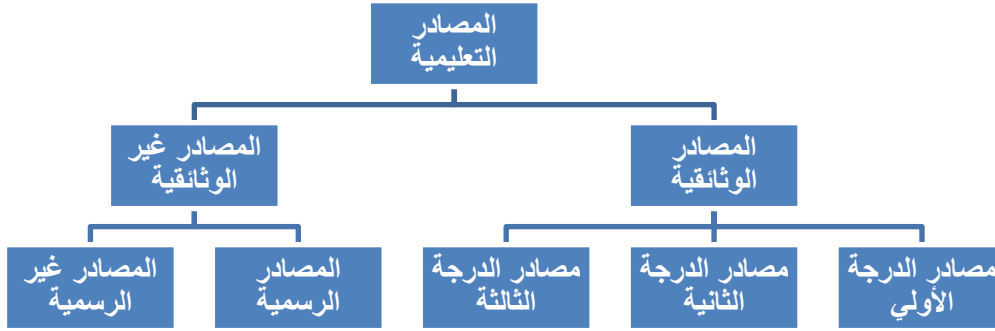 المصادر
التعليمية
المصادر
الوثائقية
المصادر غير
الوثائقية
مصادر الدرجة
الأولي
مصادر الدرجة
الثانية
مصادر الدرجة
الثالثة
المصادر
الرسمية
المصادر غير
الرسمية